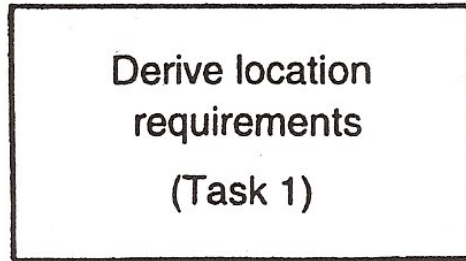 Derive location
requirements
(Task 1)